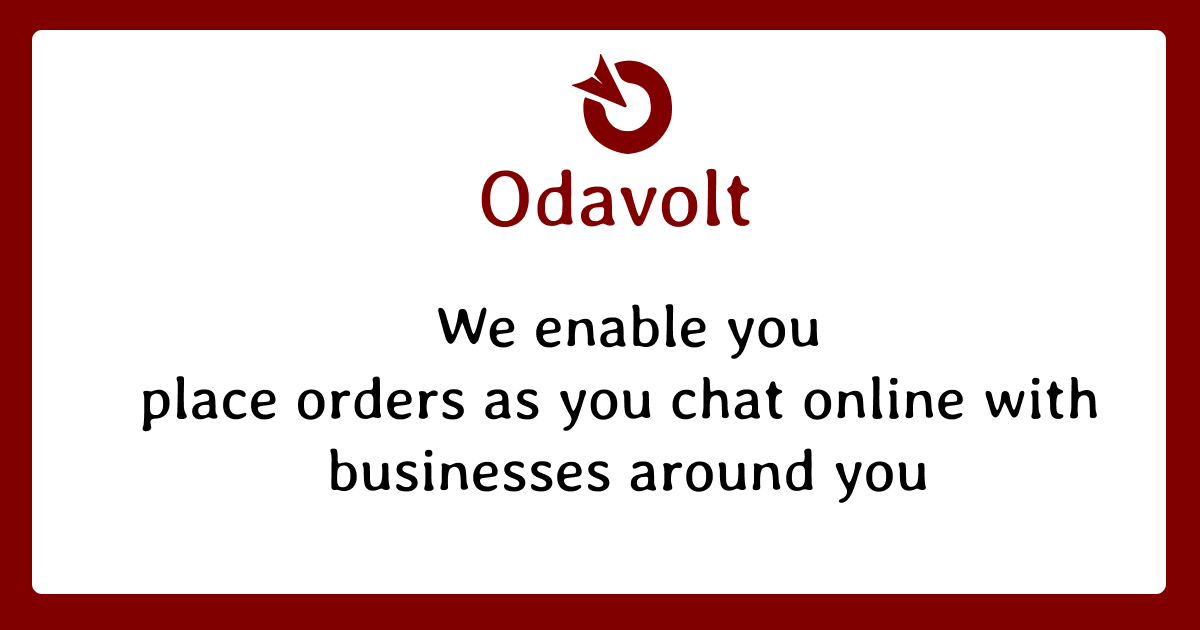 Odavolt
We enable you
place orders as you chat online with
businesses around you